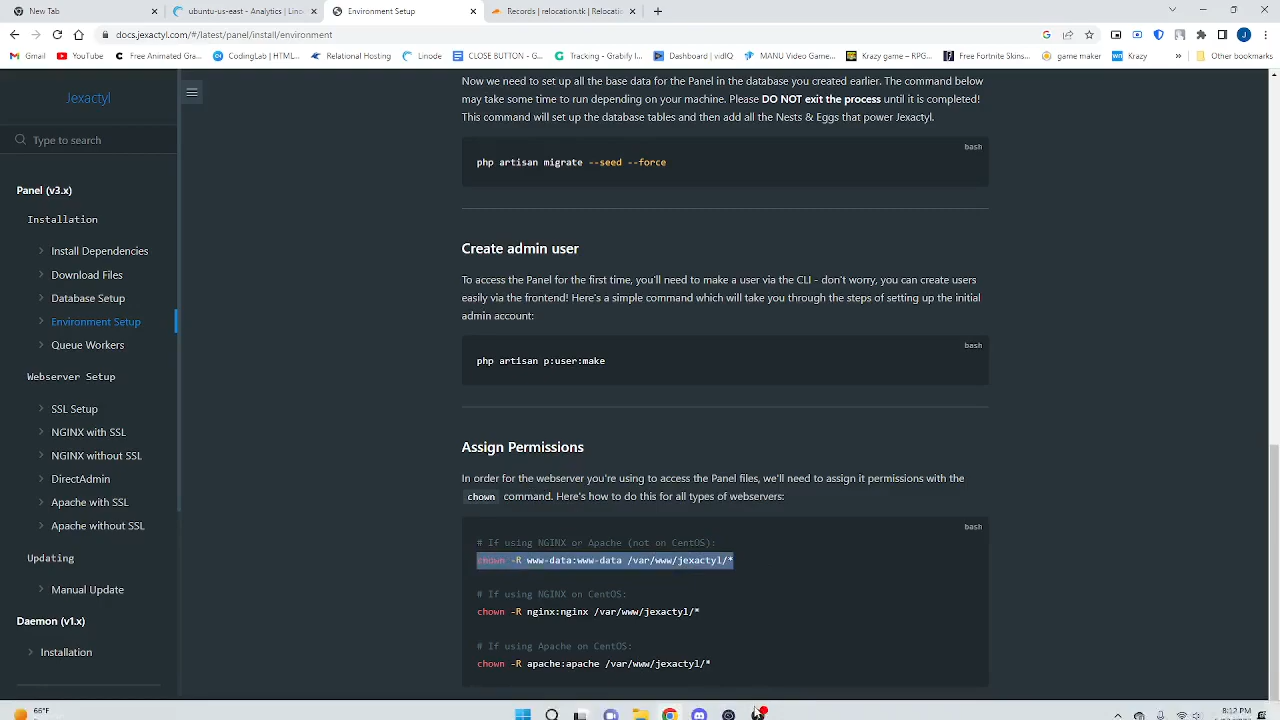 New Tab
ubuntu-us-east - Analytics | Lino
Environment Setup
Records | relocation.tk | Relocatio
docs.jexactyl.com/#/latest/panel/install/environment
Gmail
YouTube
Free Animated Gra...
CodingLab | HTML...
Relational Hosting
Linode
CLOSE BUTTON - G...
Tracking - Gradify I...
Dashboard | vidIQ
MANU Video Game...
Krazy game – RPG...
Free Fortnite Skins...
game maker
Krazy
Other bookmarks
Jexactyl
Type to search
Panel (v3.x)
Installation
Install Dependencies
Download Files
Database Setup
Environment Setup
Queue Workers
Webserver Setup
SSL Setup
NGINX with SSL
NGINX without SSL
DirectAdmin
Apache with SSL
Apache without SSL
Updating
Manual Update
Daemon (v1.x)
Installation
Now we need to set up all the base data for the Panel in the database you created earlier. The command below
may take some time to run depending on your machine. Please DO NOT exit the process until it is completed!
This command will set up the database tables and then add all the Nests & Eggs that power Jexactyl.
bash
php artisan migrate --seed --force
Create admin user
To access the Panel for the first time, you'll need to make a user via the CLI - don't worry, you can create users
easily via the frontend! Here's a simple command which will take you through the steps of setting up the initial
admin account:
bash
php artisan p:user:make
Assign Permissions
In order for the webserver you're using to access the Panel files, we'll need to assign it permissions with the
chown command. Here's how to do this for all types of webservers:
bash
# If using NGINX or Apache (not on CentOS):
chown -R www-data:www-data /var/www/jexactyl/*
# If using NGINX on CentOS:
chown -R nginx:nginx /var/www/jexactyl/*
# If using Apache on CentOS:
chown -R apache:apache /var/www/jexactyl/*
66°F
8:12 PM